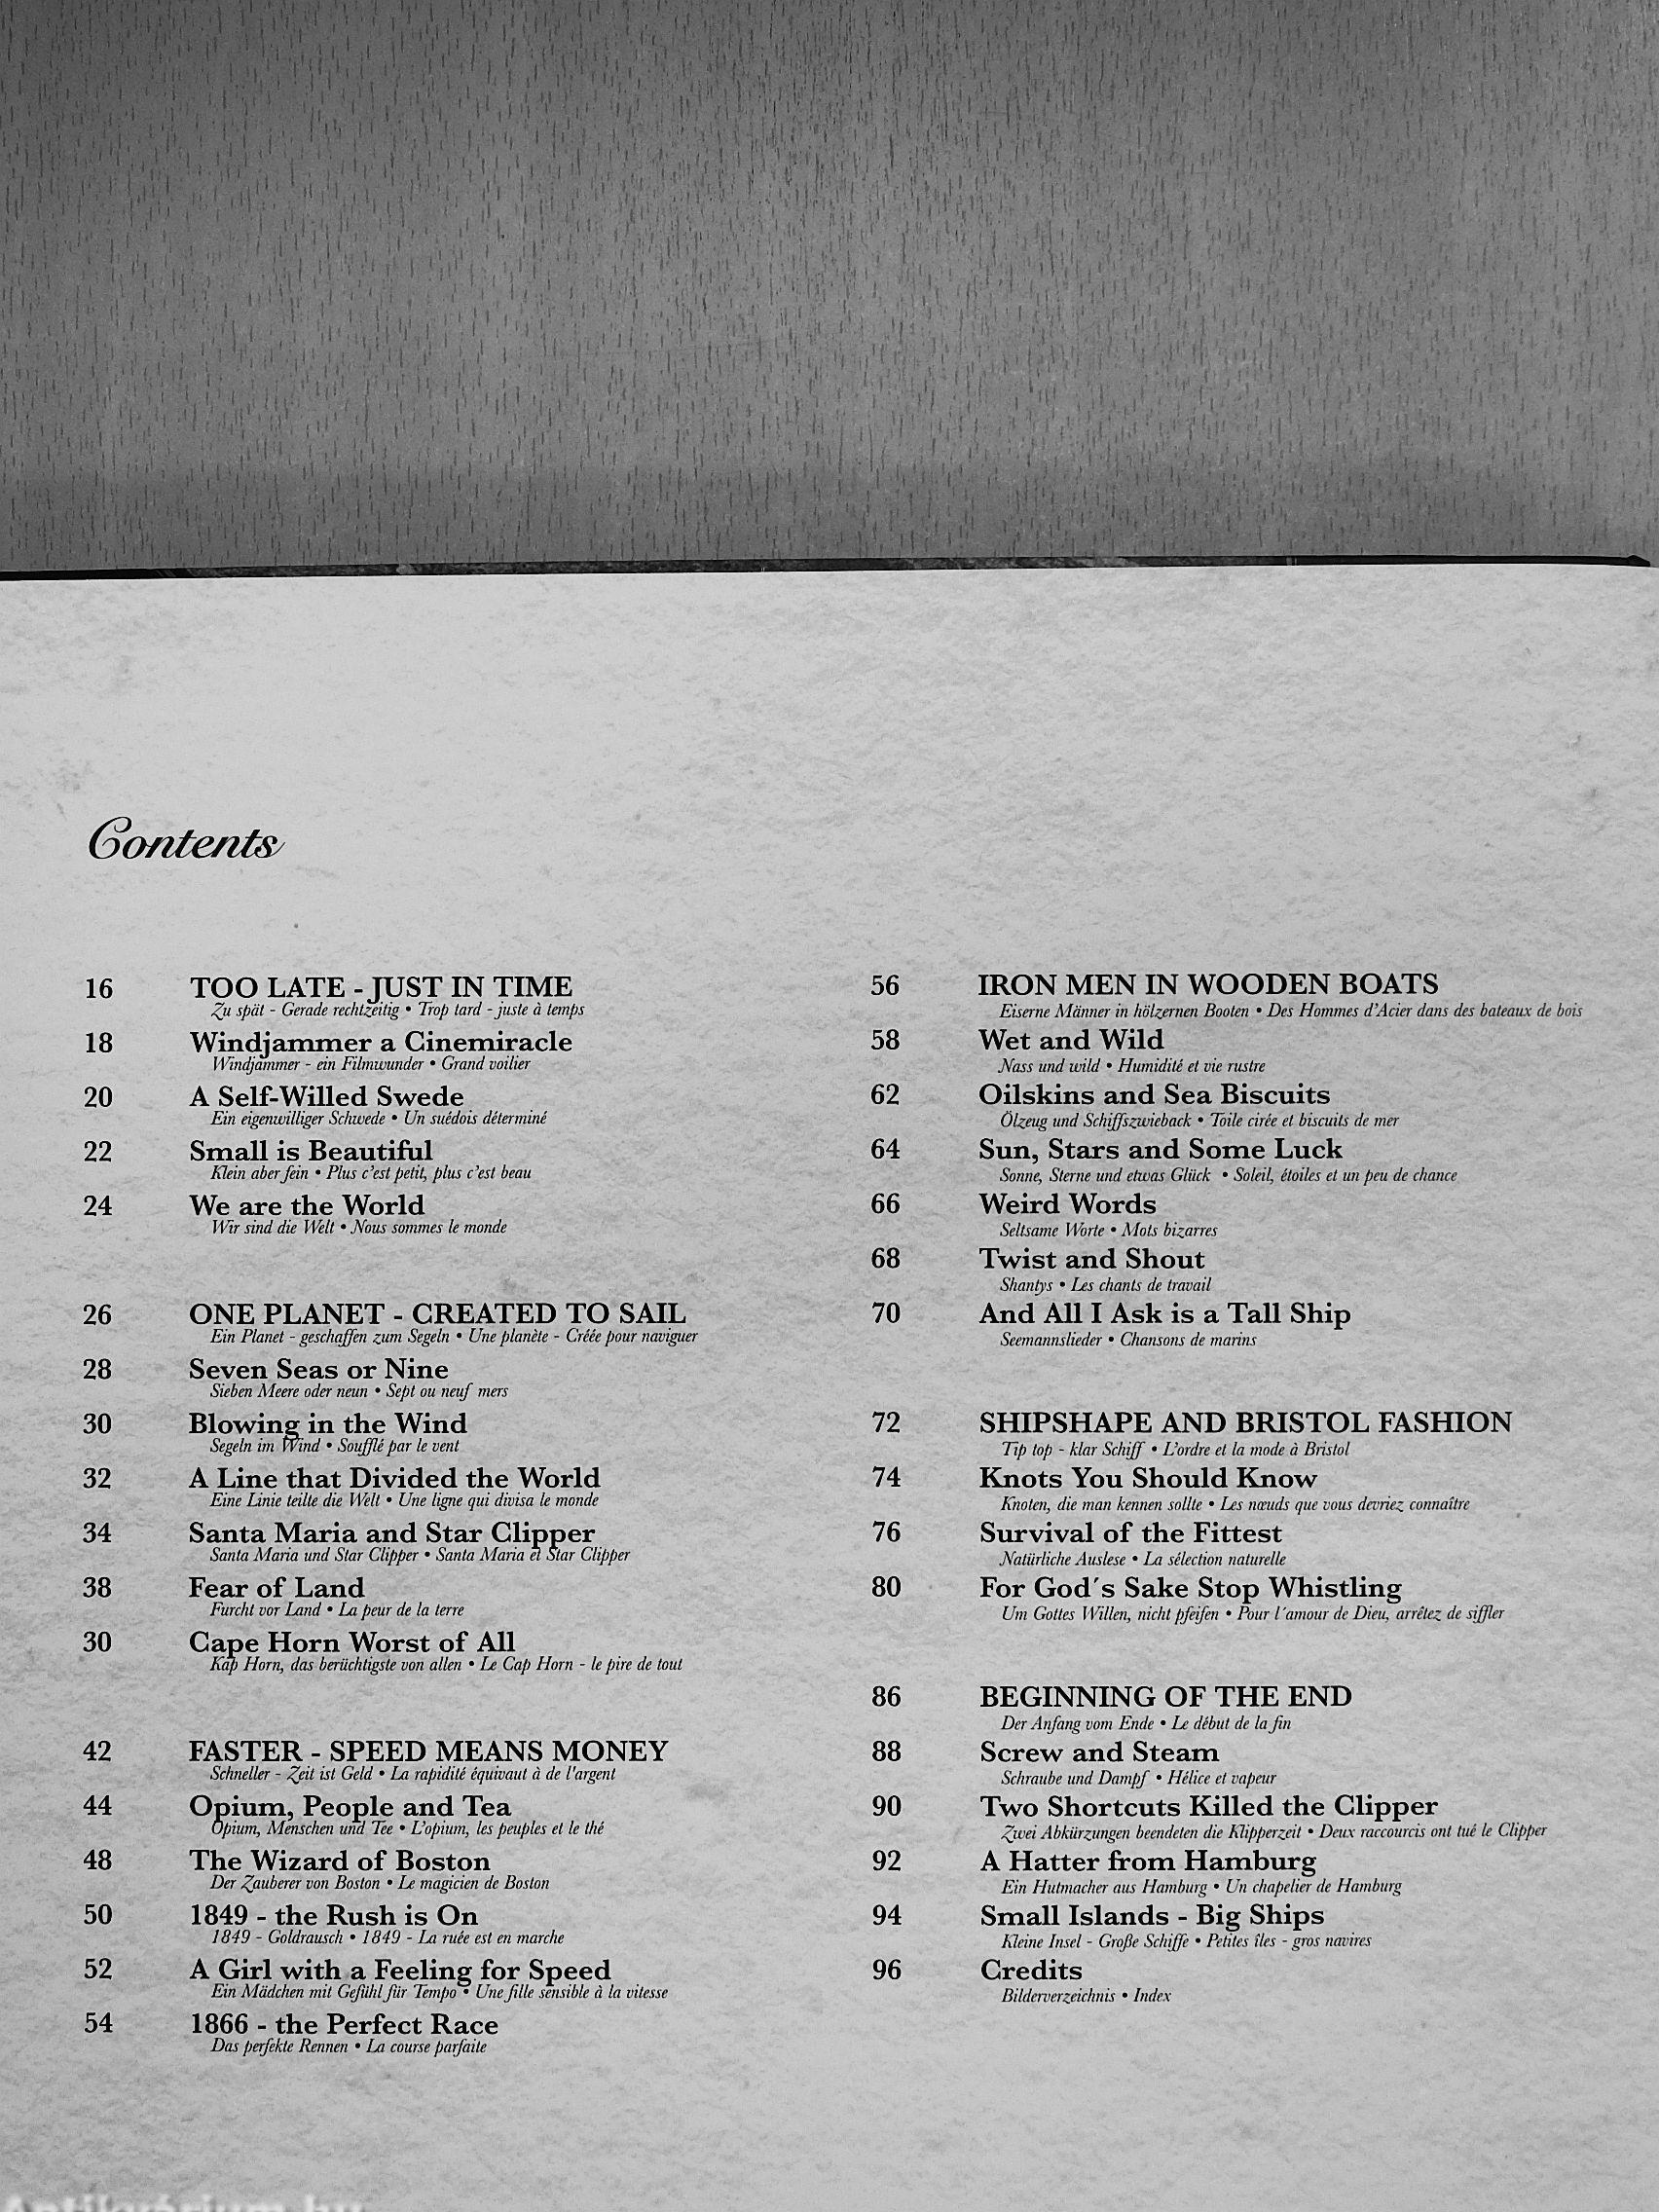 Contents
16 TOO LATE - JUST IN TIME
Zu spät - Gerade rechtzeitig • Trop tard - juste à temps
18 Windjammer a Cinemiracle
Windjammer - ein Filmwunder • Grand voilier
20 A Self-Willed Swede
Ein eigenwilliger Schwede • Un suédois déterminé
22 Small is Beautiful
Klein aber fein • Plus c'est petit, plus c'est beau
24 We are the World
Wir sind die Welt • Nous sommes le monde
26 ONE PLANET - CREATED TO SAIL
Ein Planet - geschaffen zum Segeln • Une planète - Créée pour naviguer
28 Seven Seas or Nine
Sieben Meere oder neun • Sept ou neuf mers
30 Blowing in the Wind
Segeln im Wind • Soufflé par le vent
32 A Line that Divided the World
Eine Linie teilte die Welt • Une ligne qui divisa le monde
34 Santa Maria and Star Clipper
Santa Maria und Star Clipper • Santa Maria et Star Clipper
38 Fear of Land
Furcht vor Land • La peur de la terre
30 Cape Horn Worst of All
Kap Horn, das berüchtigste von allen • Le Cap Horn - le pire de tout
42 FASTER - SPEED MEANS MONEY
Schneller - Zeit ist Geld • La rapidité équivaut à de l'argent
44 Opium, People and Tea
Opium, Menschen und Tee • L'opium, les peuples et le thé
48 The Wizard of Boston
Der Zauberer von Boston • Le magicien de Boston
50 1849 - the Rush is On
1849 - Goldrausch • 1849 - La ruée est en marche
52 A Girl with a Feeling for Speed
Ein Mädchen mit Gefühl für Tempo • Une fille sensible à la vitesse
54 1866 - the Perfect Race
Das perfekte Rennen • La course parfaite
56 IRON MEN IN WOODEN BOATS
Eiserne Männer in hölzernen Booten • Des Hommes d'Acier dans des bateaux de bois
58 Wet and Wild
Nass und wild • Humidité et vie rustre
62 Oilskins and Sea Biscuits
Ölzeug und Schiffszwieback • Toile cirée et biscuits de mer
64 Sun, Stars and Some Luck
Sonne, Sterne und etwas Glück • Soleil, étoiles et un peu de chance
66 Weird Words
Seltsame Worte • Mots bizarres
68 Twist and Shout
Shantys • Les chants de travail
70 And All I Ask is a Tall Ship
Seemannslieder • Chansons de marins
72 SHIPSHAPE AND BRISTOL FASHION
Tip top - klar Schiff • L'ordre et la mode à Bristol
74 Knots You Should Know
Knoten, die man kennen sollte • Les nœuds que vous devriez connaître
76 Survival of the Fittest
Natürliche Auslese • La sélection naturelle
80 For God´s Sake Stop Whistling
Um Gottes Willen, nicht pfeifen • Pour l´amour de Dieu, arrêtez de siffler
86 BEGINNING OF THE END
Der Anfang vom Ende • Le début de la fin
88 Screw and Steam
Schraube und Dampf • Hélice et vapeur
90 Two Shortcuts Killed the Clipper
Zwei Abkürzungen beendeten die Klipperzeit • Deux raccourcis ont tué le Clipper
92 A Hatter from Hamburg
Ein Hutmacher aus Hamburg • Un chapelier de Hamburg
94 Small Islands - Big Ships
Kleine Insel - Große Schiffe • Petites îles - gros navires
96 Credits
Bilderverzeichnis • Index